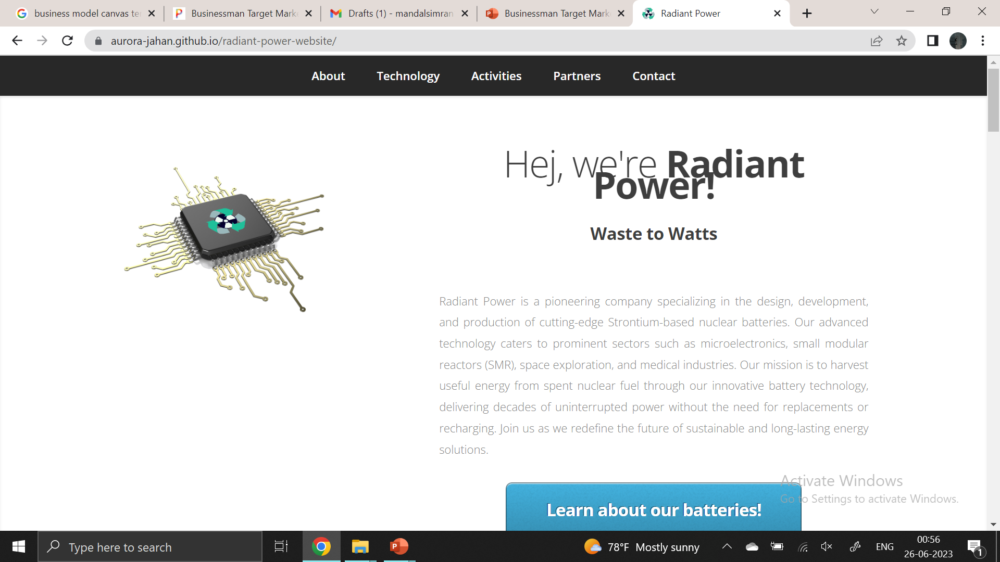 business model canvas te
Businessman Target Mark
Drafts (1) - mandalsimran
Businessman Target Mark
Radiant Power
aurora-jahan.github.io/radiant-power-website/
About Technology Activities Partners Contact
Hej, we're Radiant
Power!
Waste to Watts
Radiant Power is a pioneering company specializing in the design, development,
and production of cutting-edge Strontium-based nuclear batteries. Our advanced
technology caters to prominent sectors such as microelectronics, small modular
reactors (SMR), space exploration, and medical industries. Our mission is to harvest
useful energy from spent nuclear fuel through our innovative battery technology,
delivering decades of uninterrupted power without the need for replacements or
recharging. Join us as we redefine the future of sustainable and long-lasting energy
solutions.
Learn about our batteries!
Activate Windows
Go to Settings to activate Windows.
Type here to search
78°F Mostly sunny
ENG
00:56
26-06-2023
1